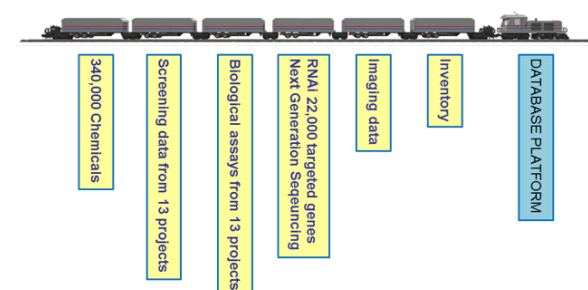 340,000 Chemicals
Screening data from 13 projects
Biological assays from 13 projects
RNAi 22,000 targeted genes
Next Generation Seqeuncing
Imaging data
Inventory
DATABASE PLATFORM